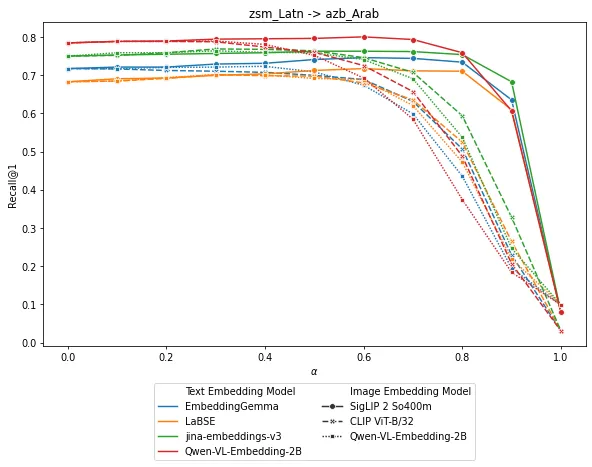 zsm_Latn -> azb_Arab
Recall@1
0.8
0.7
0.6
0.5
0.4
0.3
0.2
0.1
0.0
0.0 0.2 0.4 0.6 0.8 1.0
α
Text Embedding Model
EmbeddingGemma
LaBSE
jina-embeddings-v3
Qwen-VL-Embedding-2B
Image Embedding Model
SigLIP 2 So400m
CLIP ViT-B/32
Qwen-VL-Embedding-2B